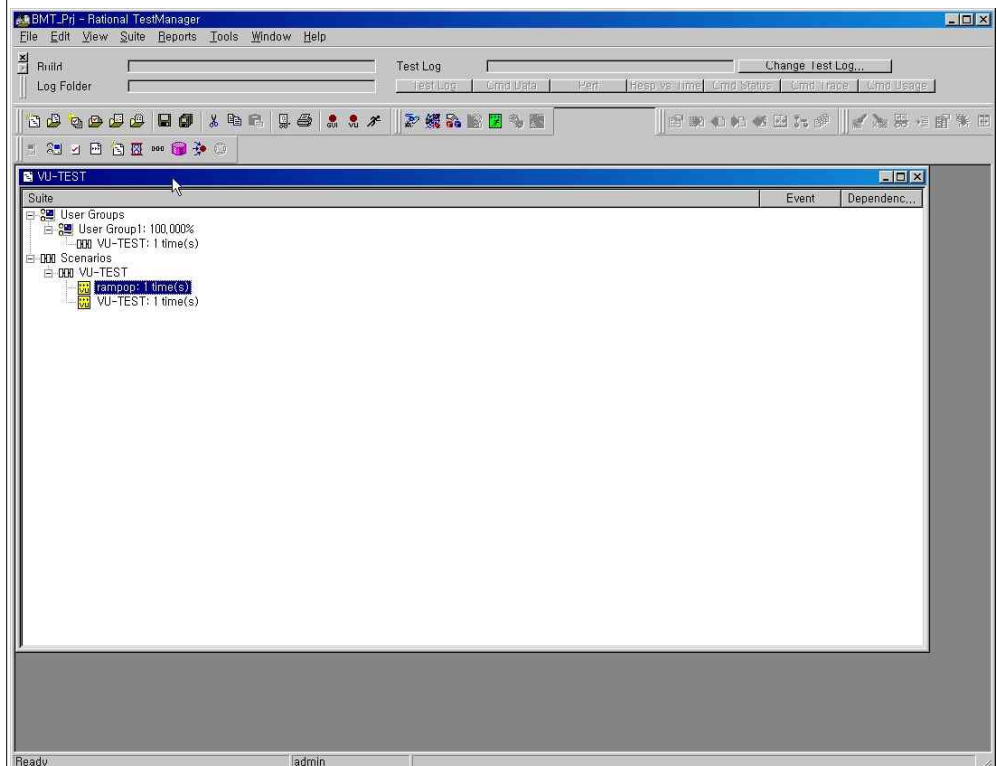 BMT_Prj - Rational TestManager
File Edit View Suite Reports Tools Window Help
Build Test Log Change Test Log...
Log Folder Test Log Cmd Data Perf Resp vs Time Cmd Status Cmd Trace Cmd Usage
VU-TEST
Suite Event Dependenc...
User Groups
User Group1: 100,000%
VU-TEST: 1 time(s)
Scenarios
VU-TEST
rampop: 1 time(s)
VU-TEST: 1 time(s)
Ready admin